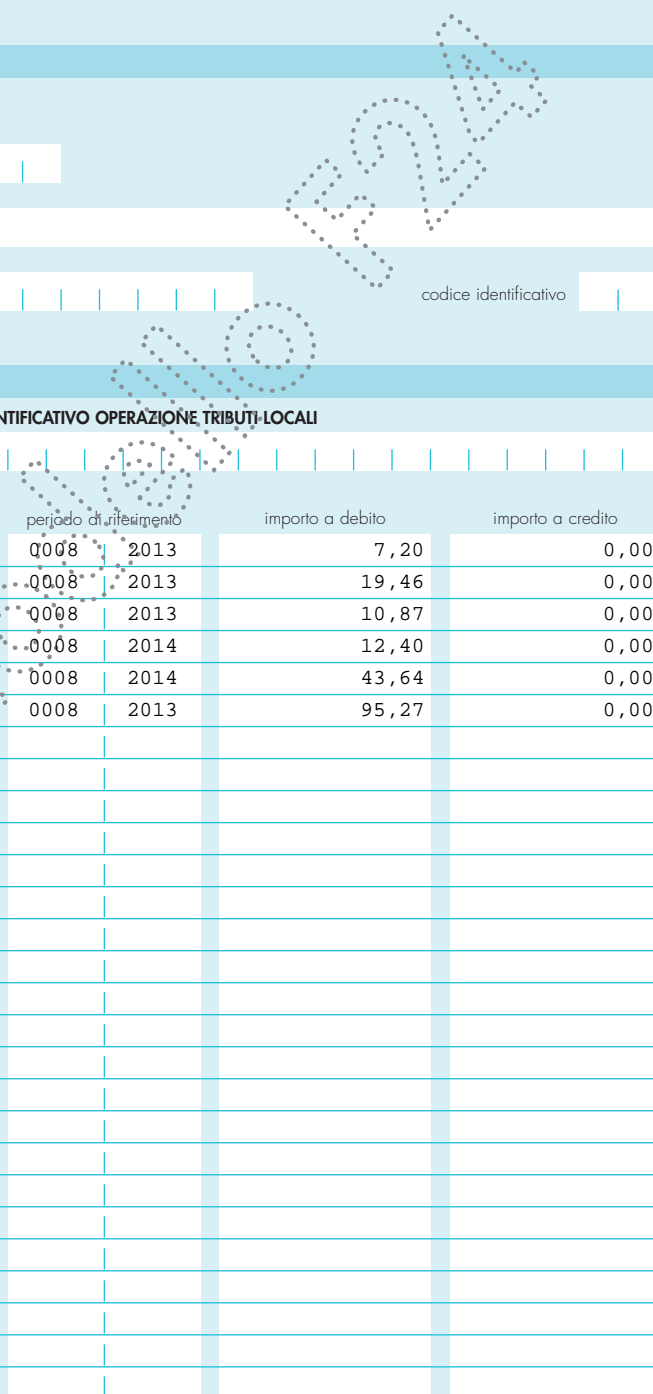 codice identificativo
NTIFICATIVO OPERAZIONE TRIBUTI LOCALI
periodo di riferimento importo a debito importo a credito
0008 2013 7,20 0,00
0008 2013 19,46 0,00
0008 2013 10,87 0,00
0008 2014 12,40 0,00
0008 2014 43,64 0,00
0008 2013 95,27 0,00
F24